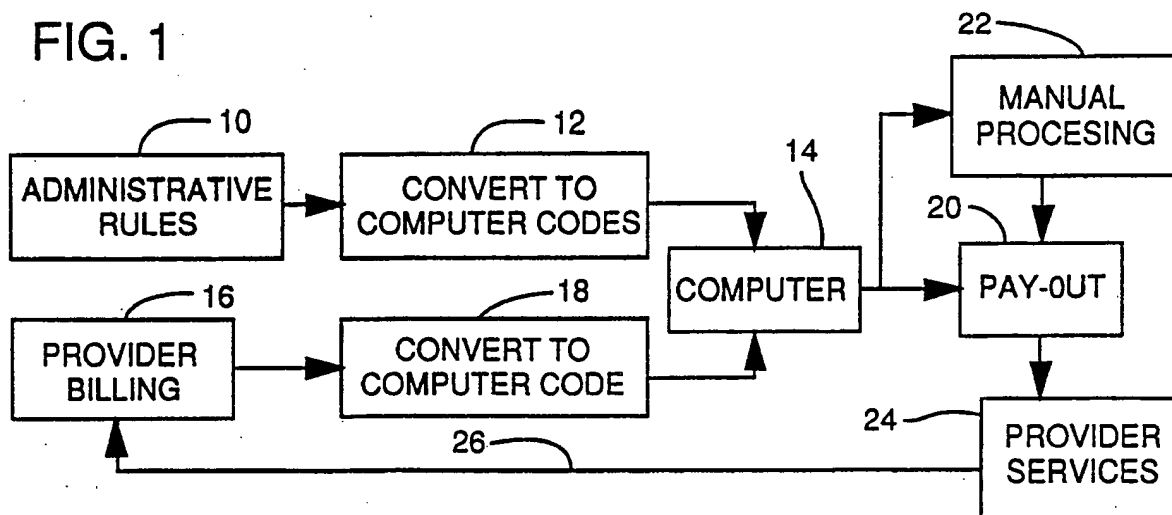 FIG. 1
10
ADMINISTRATIVE
RULES
12
CONVERT TO
COMPUTER CODES
14
COMPUTER
16
PROVIDER
BILLING
18
CONVERT TO
COMPUTER CODE
22
MANUAL
PROCESING
20
PAY-0UT
24
PROVIDER
SERVICES
26